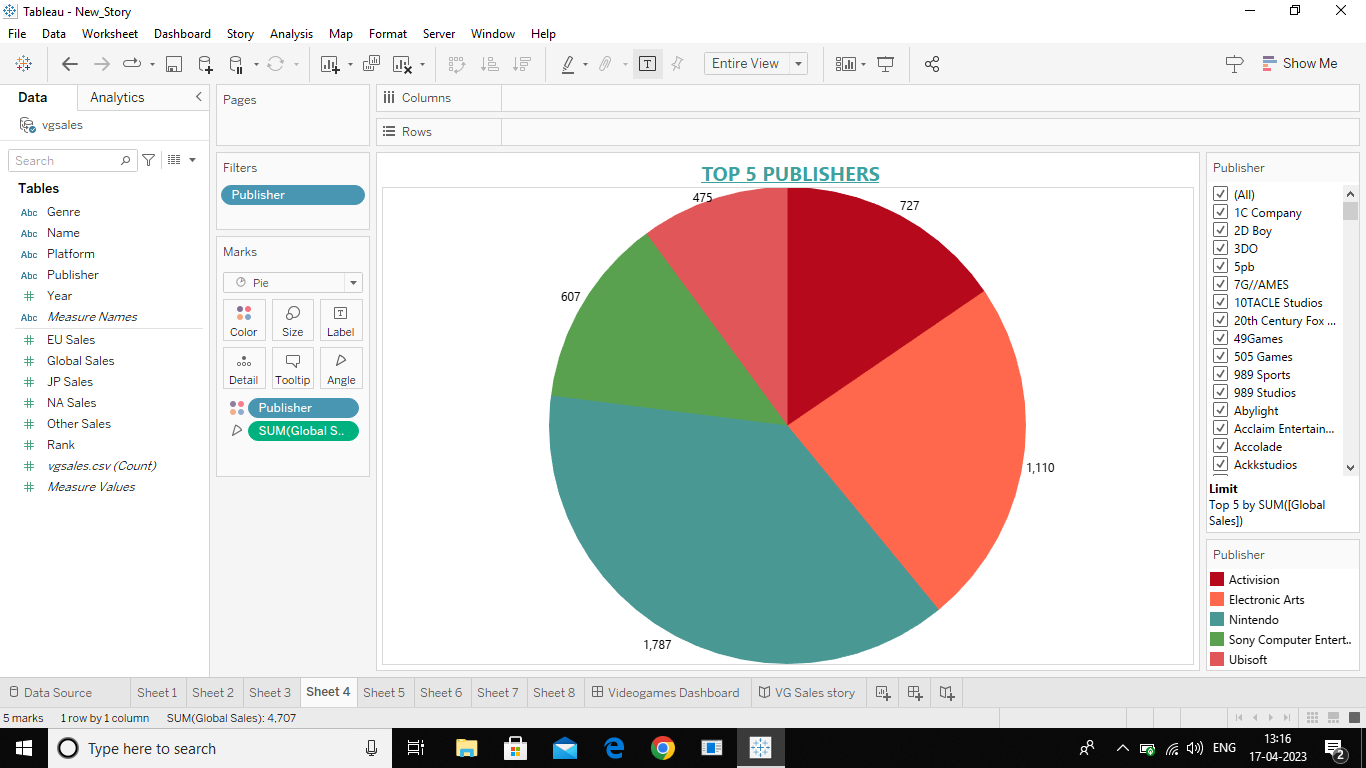 Tableau - New_Story
File Data Worksheet Dashboard Story Analysis Map Format Server Window Help
Entire View
Show Me
Data Analytics
vgsales
Search
Tables
Abc Genre
Abc Name
Abc Platform
Abc Publisher
# Year
Abc Measure Names
# EU Sales
# Global Sales
# JP Sales
# NA Sales
# Other Sales
# Rank
# vgsales.csv (Count)
# Measure Values
Pages
Filters
Publisher
Marks
Pie
Color Size Label
Detail Tooltip Angle
Publisher
SUM(Global S..
Columns
Rows
TOP 5 PUBLISHERS
475
727
607
1,110
1,787
Publisher
(All)
1C Company
2D Boy
3DO
5pb
7G//AMES
10TACLE Studios
20th Century Fox ...
49Games
505 Games
989 Sports
989 Studios
Abylight
Acclaim Entertain...
Accolade
Ackkstudios
Limit
Top 5 by SUM([Global
Sales])
Publisher
Activision
Electronic Arts
Nintendo
Sony Computer Entert..
Ubisoft
Data Source Sheet 1 Sheet 2 Sheet 3 Sheet 4 Sheet 5 Sheet 6 Sheet 7 Sheet 8 Videogames Dashboard VG Sales story
5 marks 1 row by 1 column SUM(Global Sales): 4,707
Type here to search
ENG
13:16
17-04-2023
2